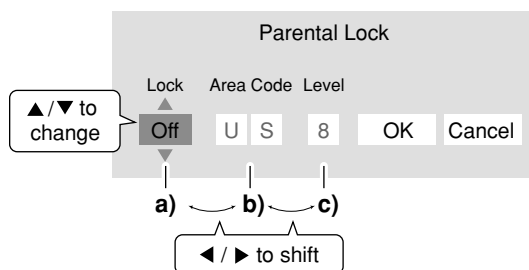 Parental Lock
Lock Area Code Level
▲/▼ to
change
Off U S 8 OK Cancel
a) b) c)
◀ / ▶ to shift